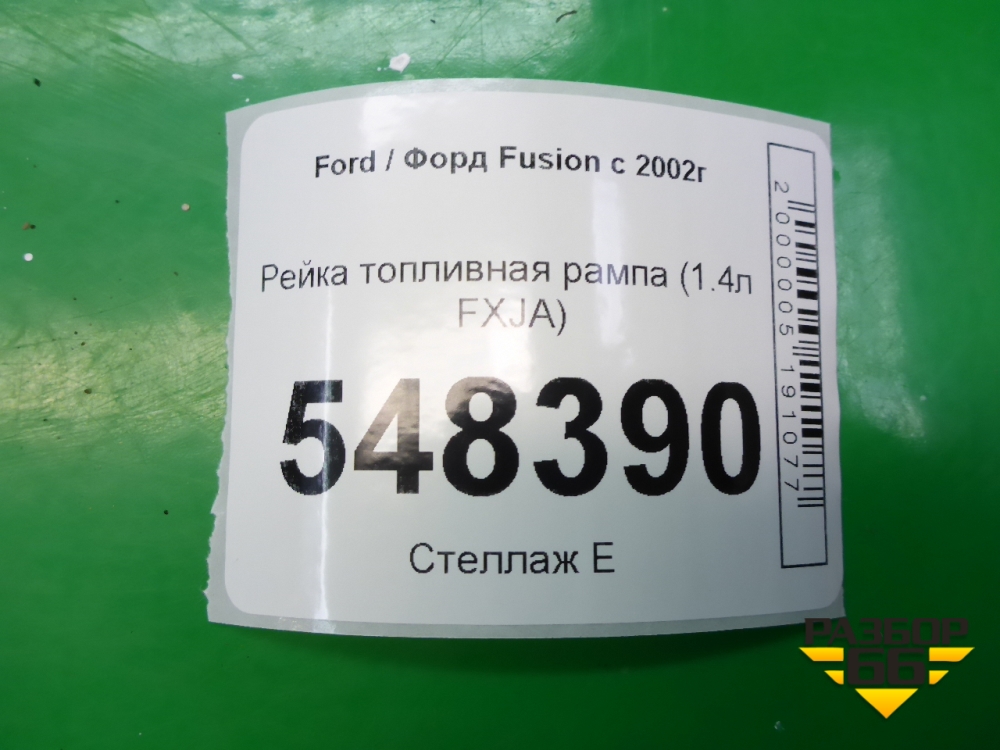 Ford / Форд Fusion с 2002г
Рейка топливная рампа (1.4л
FXJA)
548390
Стеллаж Е
2000005191077
РАЗБОР
66